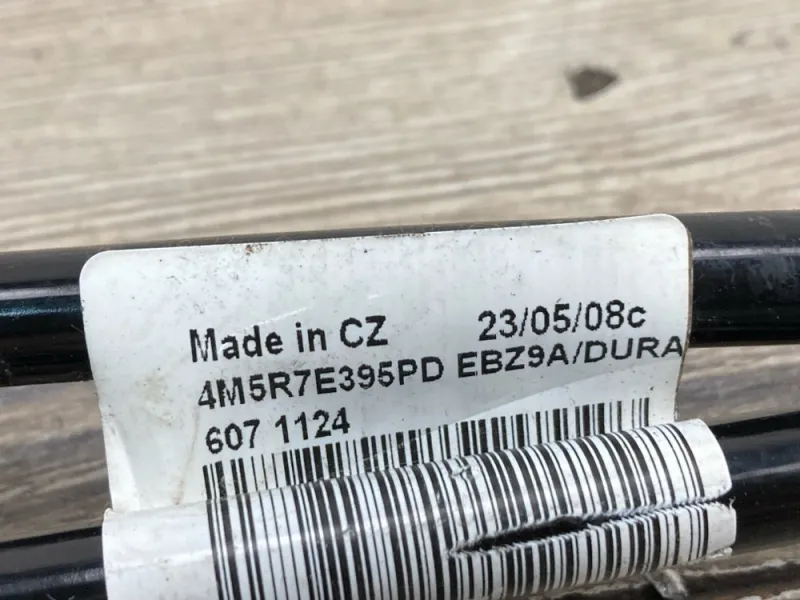 Made in CZ 23/05/08c
4M5R7E395PD EBZ9A/DURA
607 1124